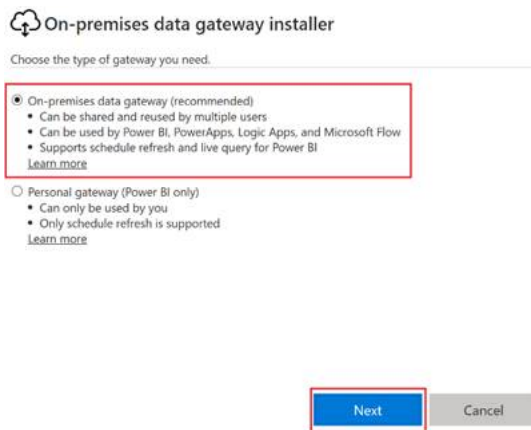 On-premises data gateway installer
Choose the type of gateway you need.
On-premises data gateway (recommended)
• Can be shared and reused by multiple users
• Can be used by Power BI, PowerApps, Logic Apps, and Microsoft Flow
• Supports schedule refresh and live query for Power BI
Learn more
Personal gateway (Power BI only)
• Can only be used by you
• Only schedule refresh is supported
Learn more
Next Cancel